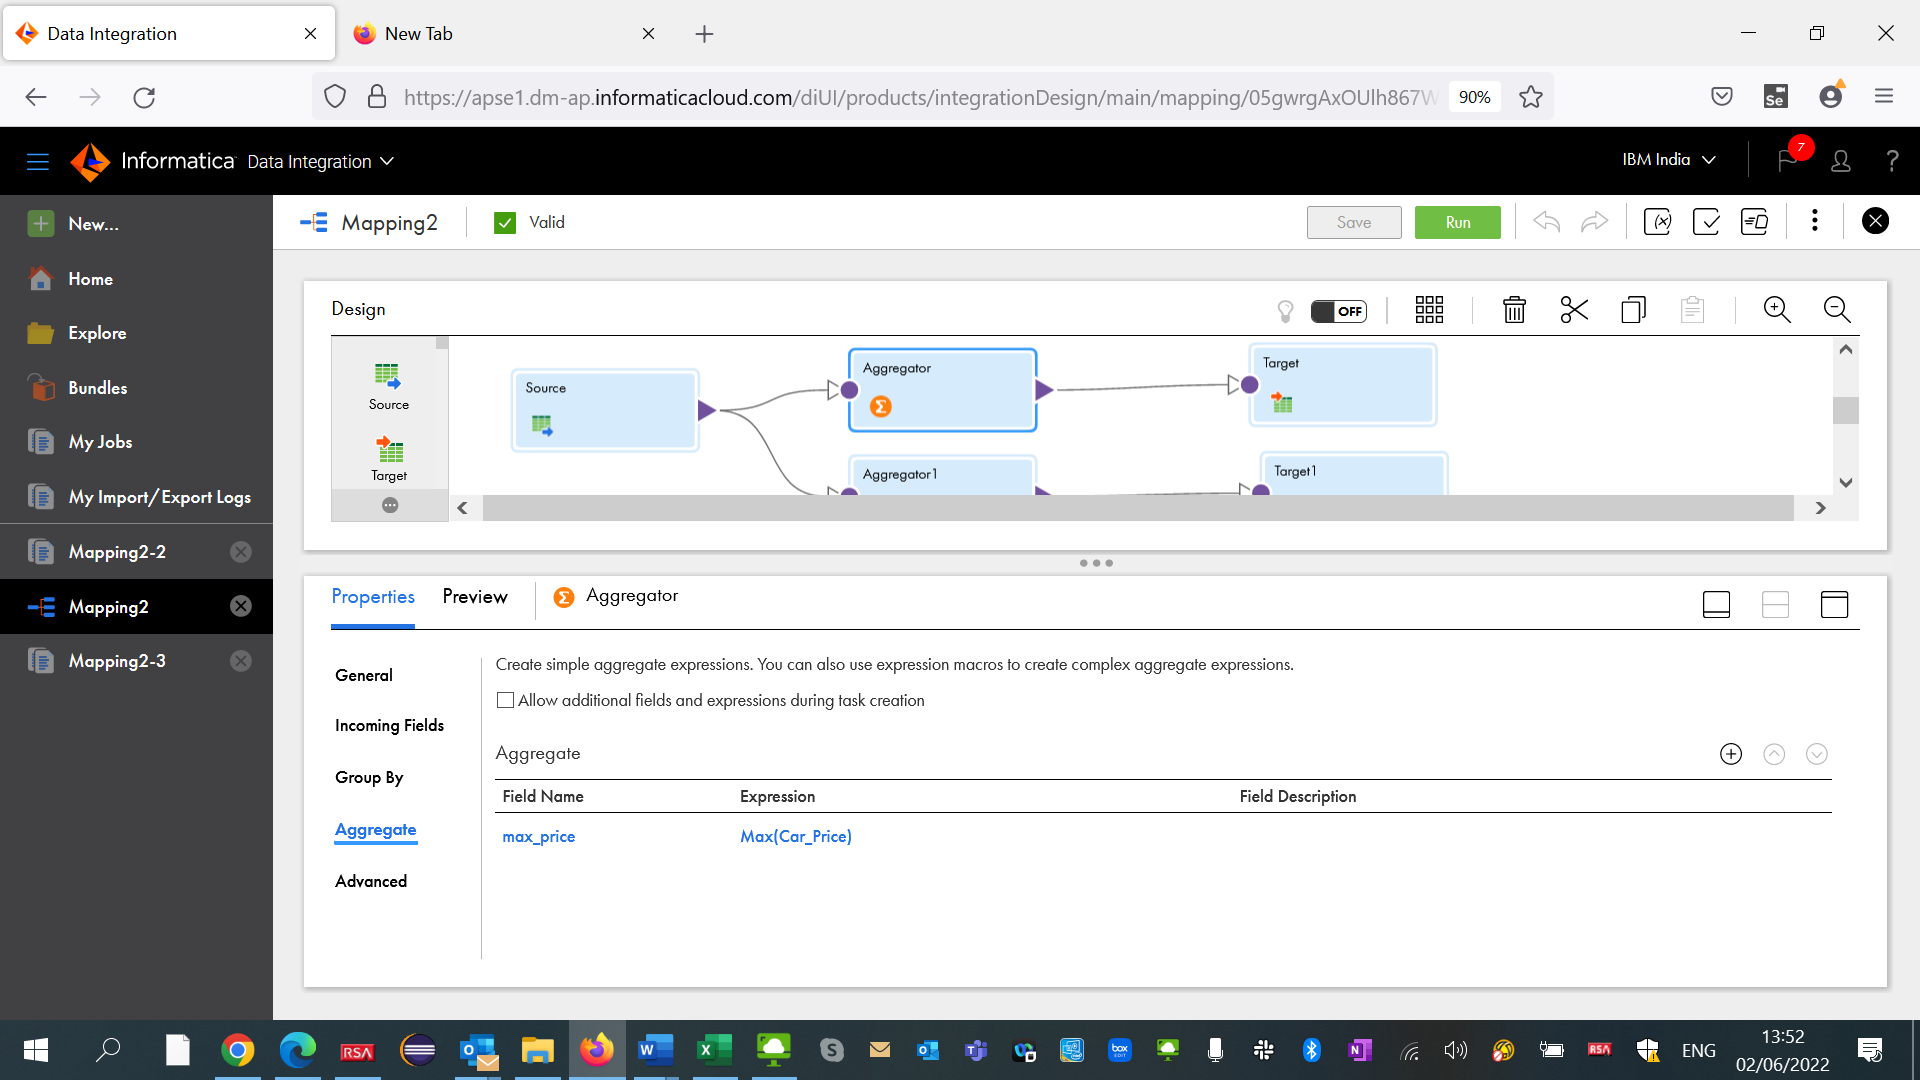 Data Integration
New Tab
https://apse1.dm-ap.informaticacloud.com/diUI/products/integrationDesign/main/mapping/05gwrgAxOUlh867W
90%
Se
Informatica Data Integration
IBM India
7
?
New...
Home
Explore
Bundles
My Jobs
My Import/Export Logs
Mapping2-2
Mapping2
Mapping2-3
Mapping2
Valid
Save
Run
Design
OFF
Source
Target
Source
Aggregator
Target
Aggregator1
Target1
Properties
Preview
Aggregator
General
Incoming Fields
Group By
Aggregate
Advanced
Create simple aggregate expressions. You can also use expression macros to create complex aggregate expressions.
Allow additional fields and expressions during task creation
Aggregate
Field Name
Expression
Field Description
max_price
Max(Car_Price)
RSA
box
EDIT
RSA
ENG
13:52
02/06/2022